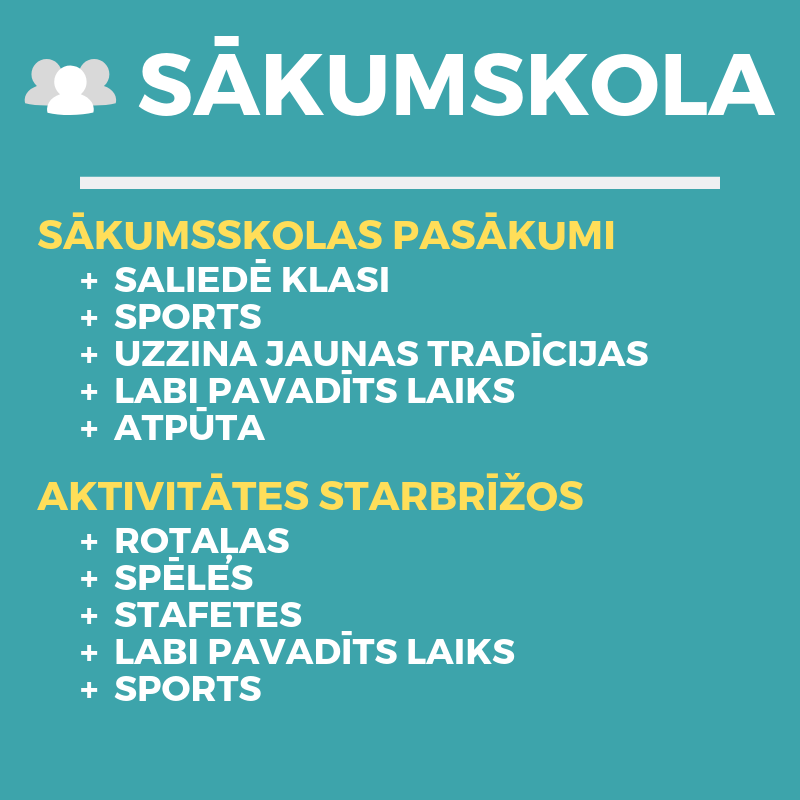 SĀKUMSKOLA
SĀKUMSSKOLAS PASĀKUMI
+ SALIEDĒ KLASI
+ SPORTS
+ UZZINA JAUNAS TRADĪCIJAS
+ LABI PAVADĪTS LAIKS
+ ATPŪTA
AKTIVITĀTES STARBRĪŽOS
+ ROTAĻAS
+ SPĒLES
+ STAFETES
+ LABI PAVADĪTS LAIKS
+ SPORTS